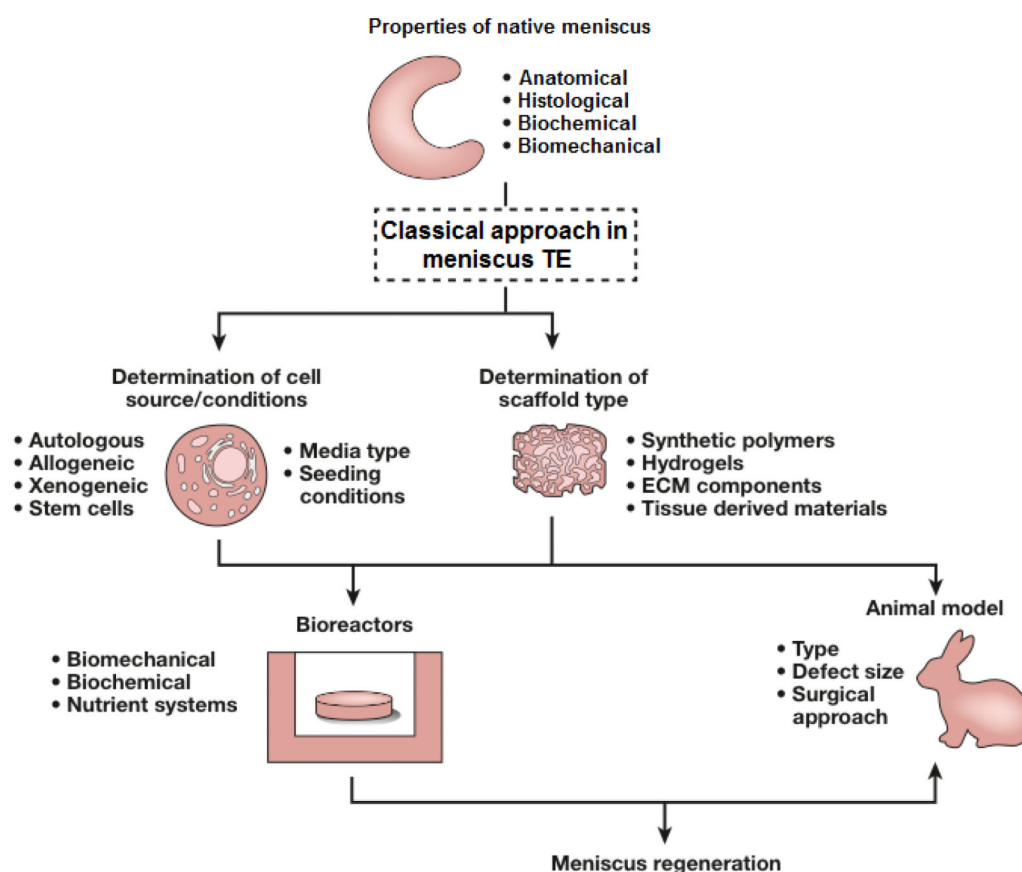 Properties of native meniscus
• Anatomical
• Histological
• Biochemical
• Biomechanical
Classical approach in
meniscus TE
Determination of cell
source/conditions
• Autologous
• Allogeneic
• Xenogeneic
• Stem cells
• Media type
• Seeding
conditions
Determination of
scaffold type
• Synthetic polymers
• Hydrogels
• ECM components
• Tissue derived materials
Bioreactors
• Biomechanical
• Biochemical
• Nutrient systems
Animal model
• Type
• Defect size
• Surgical
approach
Meniscus regeneration